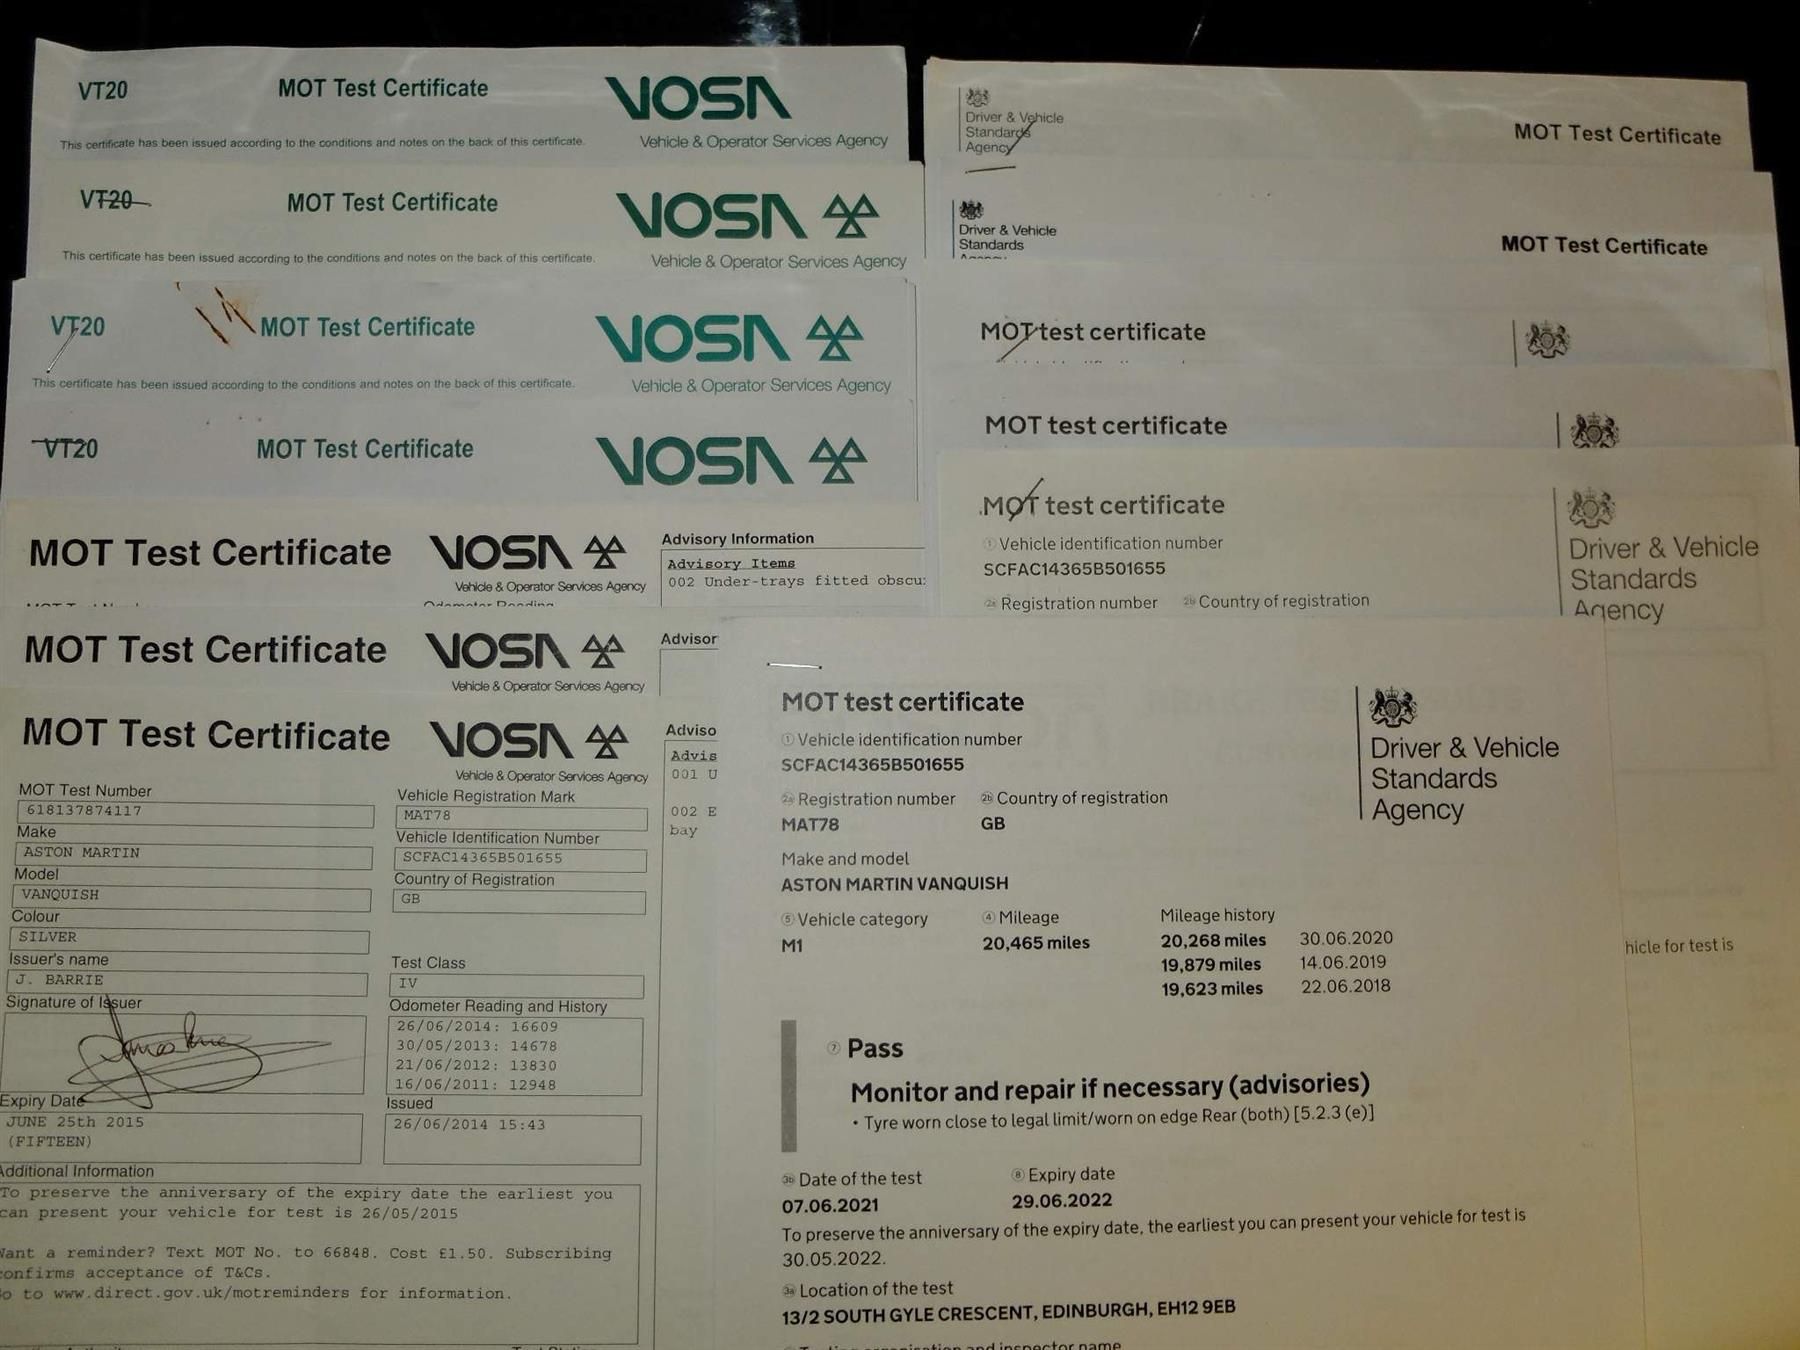 VT20
MOT Test Certificate
VOSA
This certificate has been issued according to the conditions and notes on the back of this certificate.
Vehicle & Operator Services Agency
VT20
MOT Test Certificate
VOSA
This certificate has been issued according to the conditions and notes on the back of this certificate.
Vehicle & Operator Services Agency
VT20
MOT Test Certificate
VOSA
This certificate has been issued according to the conditions and notes on the back of this certificate.
Vehicle & Operator Services Agency
VT20
MOT Test Certificate
VOSA
MOT Test Certificate
VOSA
Vehicle & Operator Services Agency
Odometer Reading
Advisory Information
Advisory Items
002 Under-trays fitted obscu
MOT Test Certificate
VOSA
Vehicle & Operator Services Agency
Advisor
MOT Test Certificate
VOSA
Vehicle & Operator Services Agency
Adviso
Advis
001 U
002 E
bay
MOT Test Number
618137874117
Make
ASTON MARTIN
Model
VANQUISH
Colour
SILVER
Issuer's name
J. BARRIE
Signature of Issuer
Expiry Date
JUNE 25th 2015
(FIFTEEN)
Vehicle Registration Mark
MAT78
Vehicle Identification Number
SCFAC14365B501655
Country of Registration
GB
Test Class
IV
Odometer Reading and History
26/06/2014: 16609
30/05/2013: 14678
21/06/2012: 13830
16/06/2011: 12948
Issued
26/06/2014 15:43
Additional Information
To preserve the anniversary of the expiry date the earliest you
can present your vehicle for test is 26/05/2015
Want a reminder? Text MOT No. to 66848. Cost £1.50. Subscribing
confirms acceptance of T&Cs.
Go to www.direct.gov.uk/motreminders for information.
Driver & Vehicle
Standards
Agency
MOT Test Certificate
Driver & Vehicle
Standards
Agency
MOT Test Certificate
MOT test certificate
MOT test certificate
MOT test certificate
1 Vehicle identification number
SCFAC14365B501655
2a Registration number
2b Country of registration
Driver & Vehicle
Standards
Agency
hicle for test is
MOT test certificate
1 Vehicle identification number
SCFAC14365B501655
2a Registration number
2b Country of registration
MAT78
GB
Make and model
ASTON MARTIN VANQUISH
5 Vehicle category
4 Mileage
Mileage history
M1
20,465 miles
20,268 miles 30.06.2020
19,879 miles 14.06.2019
19,623 miles 22.06.2018
Driver & Vehicle
Standards
Agency
7 Pass
Monitor and repair if necessary (advisories)
• Tyre worn close to legal limit/worn on edge Rear (both) [5.2.3 (e)]
3b Date of the test
8 Expiry date
07.06.2021
29.06.2022
To preserve the anniversary of the expiry date, the earliest you can present your vehicle for test is
30.05.2022.
3a Location of the test
13/2 SOUTH GYLE CRESCENT, EDINBURGH, EH12 9EB
Testing organisation and inspector name